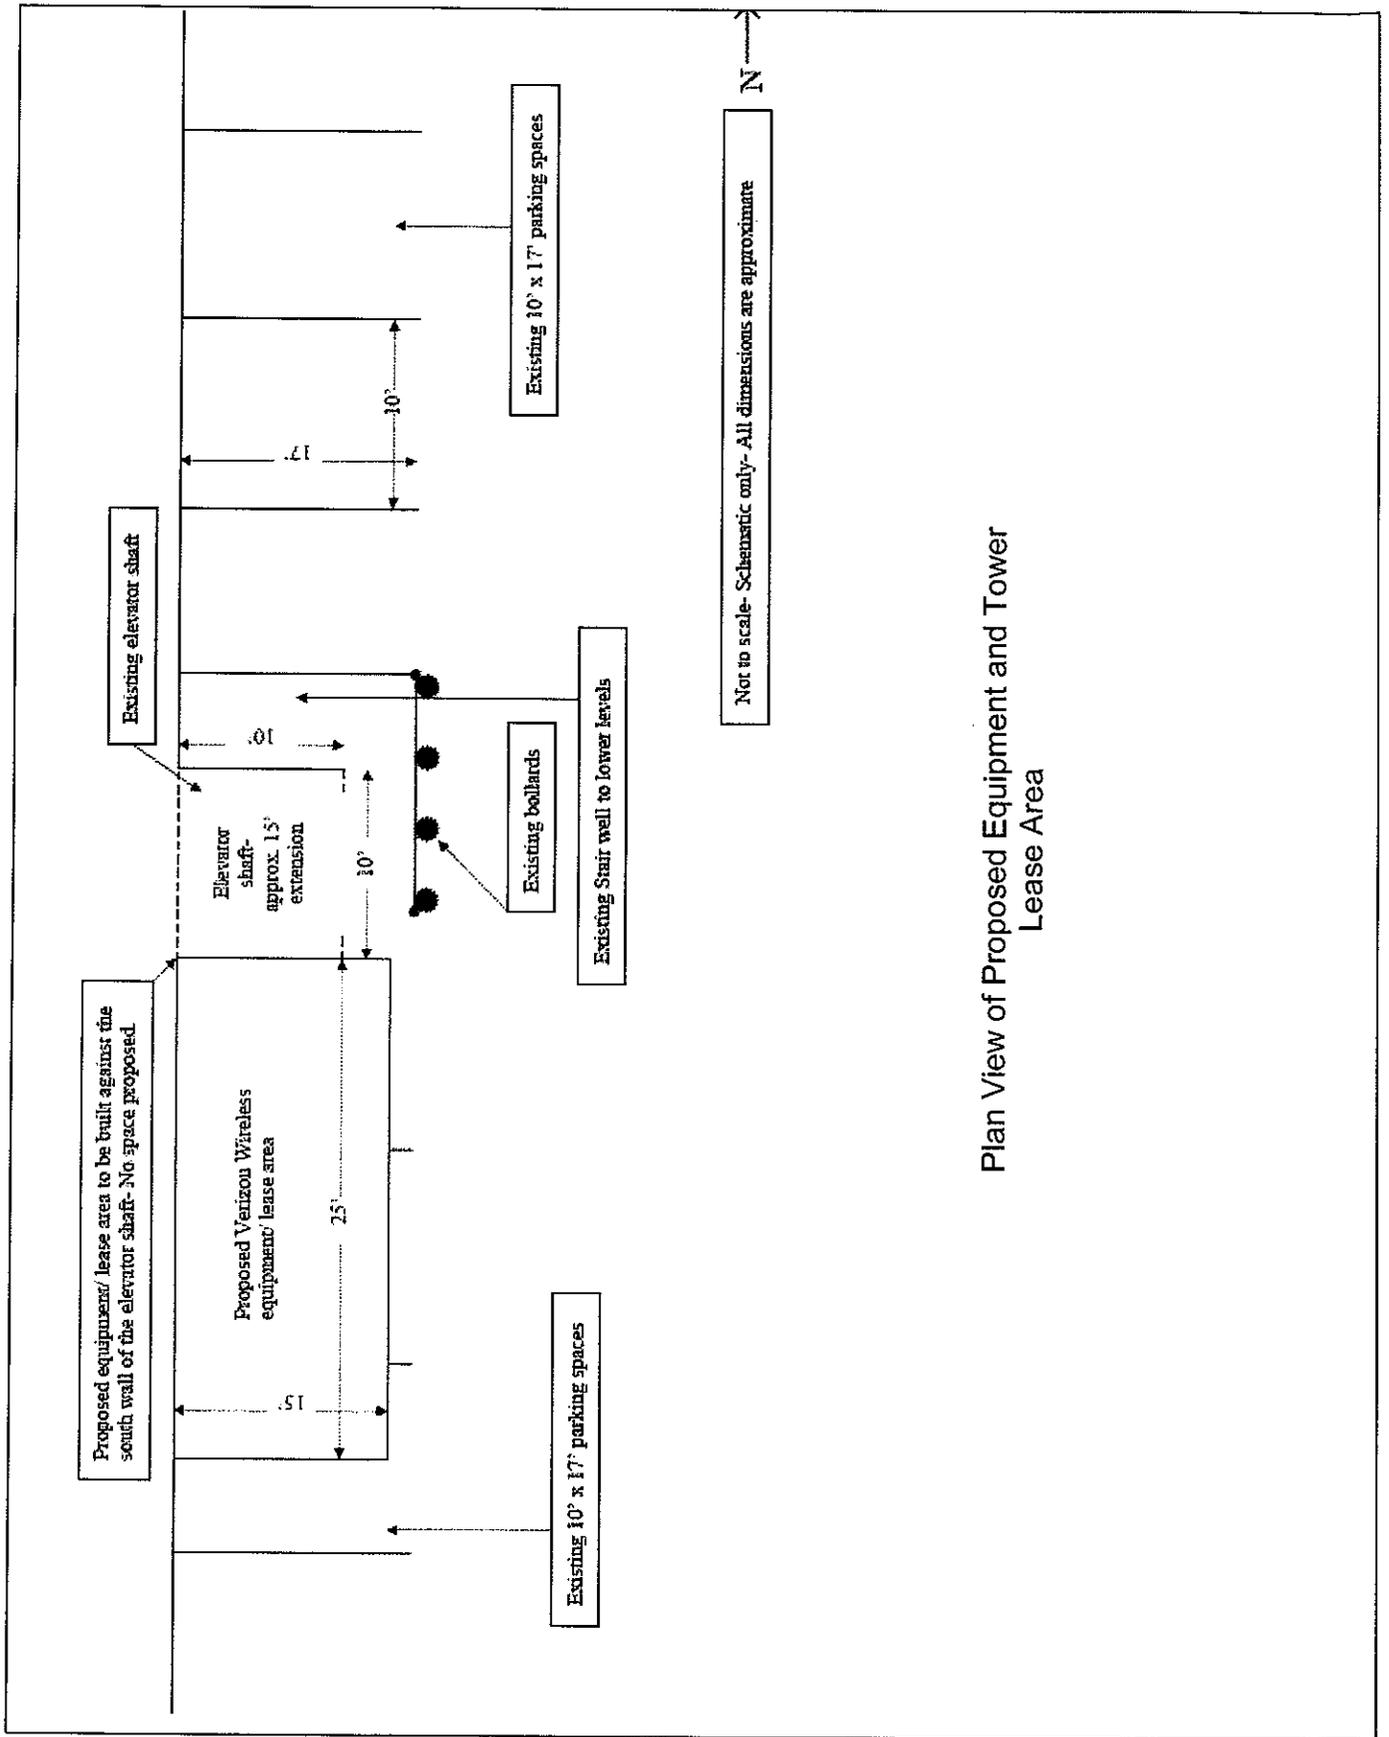 Proposed equipment/ lease area to be built against the
south wall of the elevator shaft- No space proposed
Existing elevator shaft
Proposed Verizon Wireless
equipment/ lease area
15'
25'
Elevator
shaft-
approx. 15'
extension
10'
10'
17'
10'
Existing 10' x 17' parking spaces
Existing bollards
Existing Stair well to lower levels
Existing 10' x 17' parking spaces
Not to scale- Schematic only- All dimensions are approximate
N
Plan View of Proposed Equipment and Tower
Lease Area